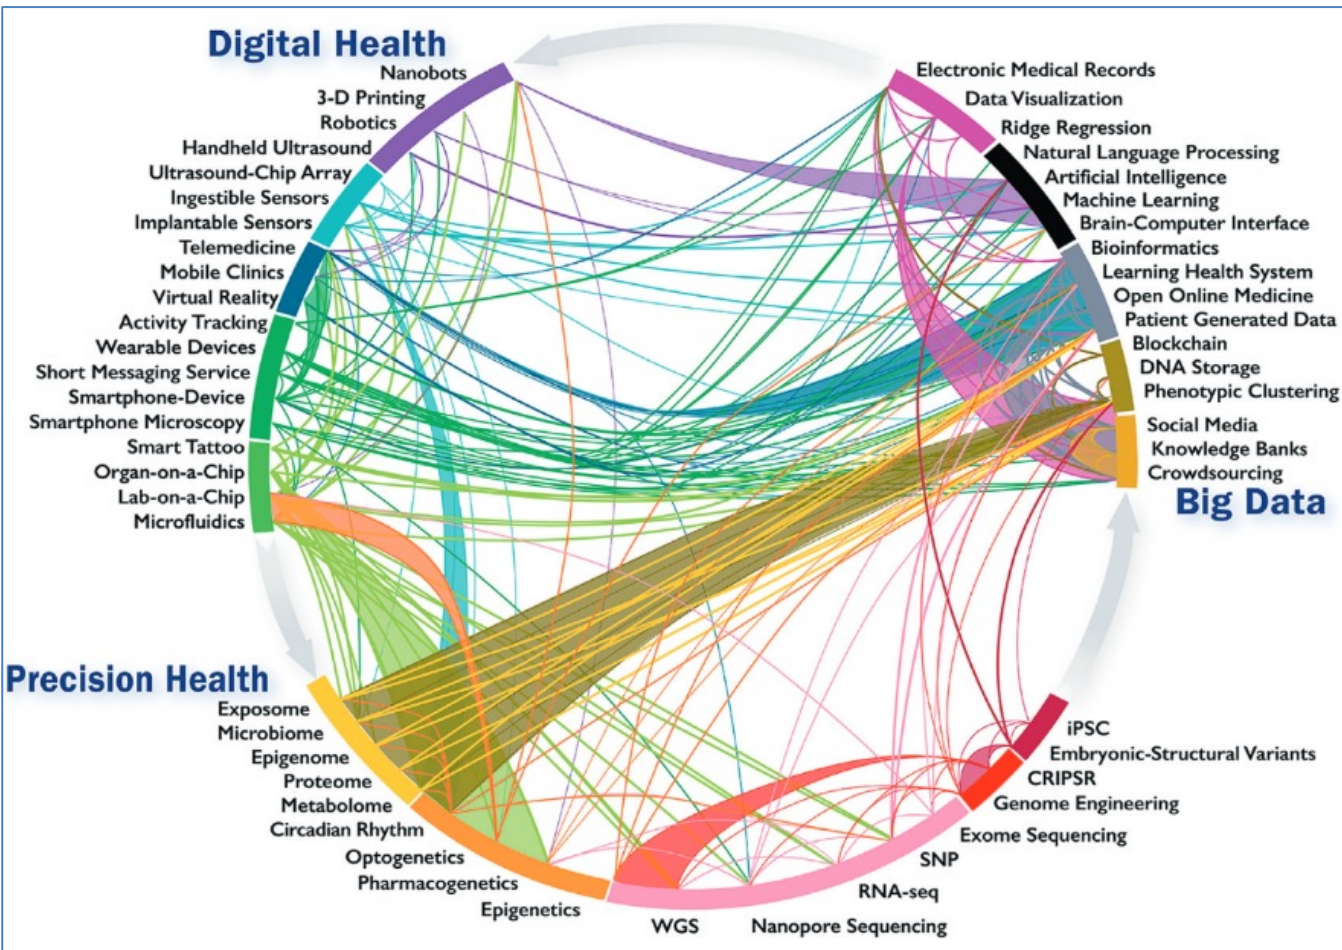 Digital Health
Nanobots
3-D Printing
Robotics
Handheld Ultrasound
Ultrasound-Chip Array
Ingestible Sensors
Implantable Sensors
Telemedicine
Mobile Clinics
Virtual Reality
Activity Tracking
Wearable Devices
Short Messaging Service
Smartphone-Device
Smartphone Microscopy
Smart Tattoo
Organ-on-a-Chip
Lab-on-a-Chip
Microfluidics
Electronic Medical Records
Data Visualization
Ridge Regression
Natural Language Processing
Artificial Intelligence
Machine Learning
Brain-Computer Interface
Bioinformatics
Learning Health System
Open Online Medicine
Patient Generated Data
Blockchain
DNA Storage
Phenotypic Clustering
Social Media
Knowledge Banks
Crowdsourcing
Big Data
Precision Health
Exposome
Microbiome
Epigenome
Proteome
Metabolome
Circadian Rhythm
Optogenetics
Pharmacogenetics
Epigenetics
WGS
Nanopore Sequencing
RNA-seq
SNP
Exome Sequencing
Genome Engineering
CRIPSR
Embryonic-Structural Variants
iPSC